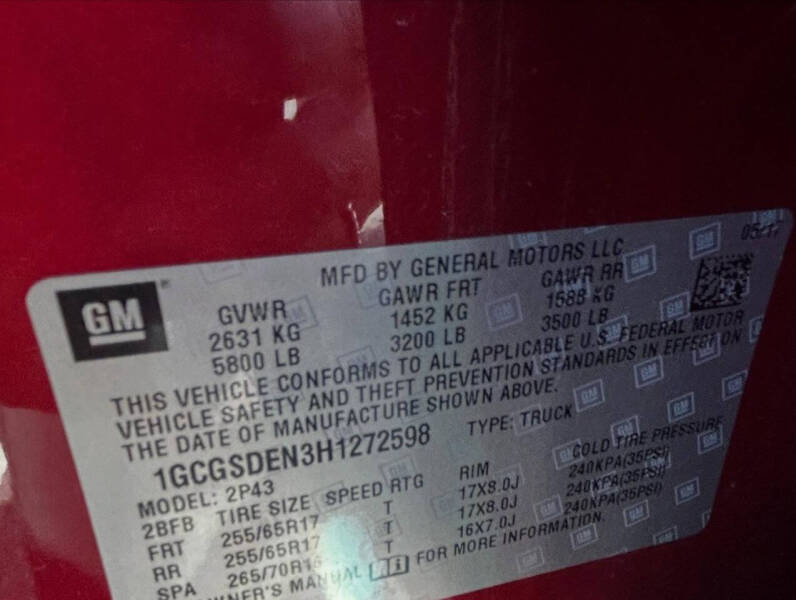 05/17
MFD BY GENERAL MOTORS LLC
GM GVWR GAWR FRT GAWR RR
2631 KG 1452 KG 1588 KG
5800 LB 3200 LB 3500 LB
THIS VEHICLE CONFORMS TO ALL APPLICABLE U.S. FEDERAL MOTOR
VEHICLE SAFETY AND THEFT PREVENTION STANDARDS IN EFFECT ON
THE DATE OF MANUFACTURE SHOWN ABOVE.
1GCGSDEN3H1272598 TYPE: TRUCK
MODEL: 2P43
2BFB TIRE SIZE SPEED RTG RIM COLD TIRE PRESSURE
FRT 255/65R17 T 17X8.0J 240KPA(35PSI)
RR 255/65R17 T 17X8.0J 240KPA(35PSI)
SPA 265/70R16 T 16X7.0J 240KPA(35PSI)
OWNER'S MANUAL FOR MORE INFORMATION.